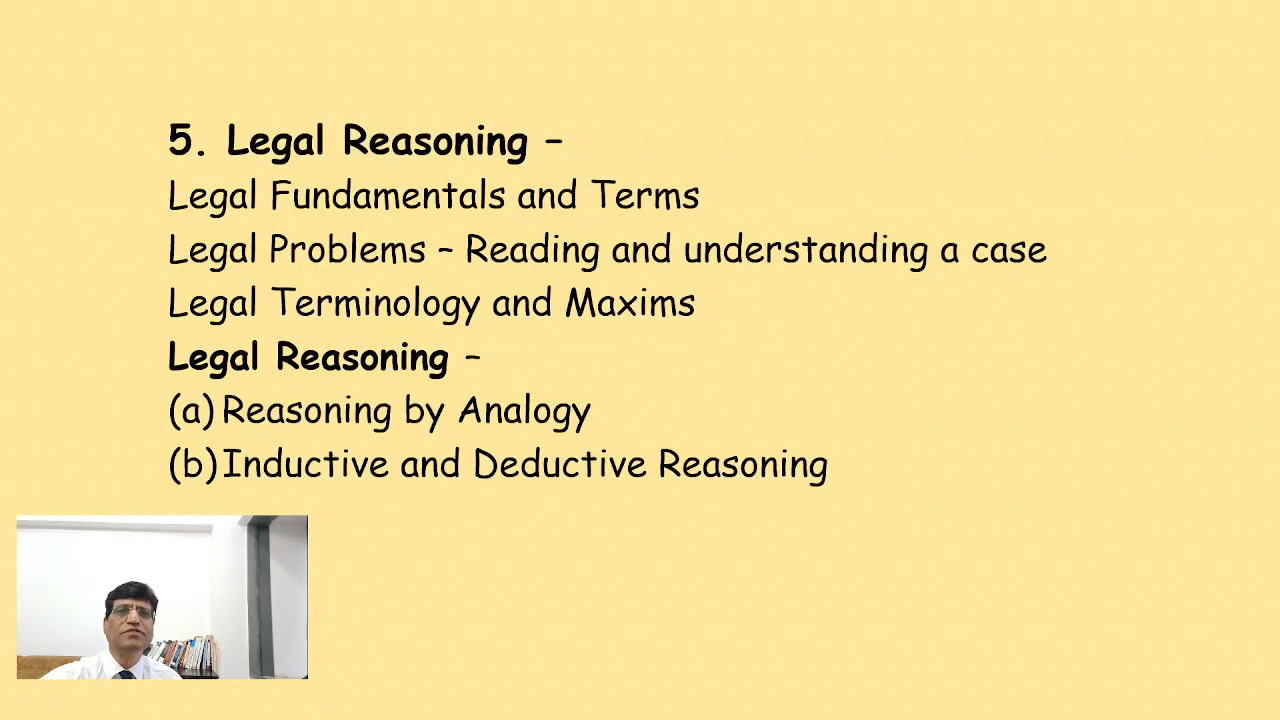 5. Legal Reasoning –
Legal Fundamentals and Terms
Legal Problems – Reading and understanding a case
Legal Terminology and Maxims
Legal Reasoning –
(a) Reasoning by Analogy
(b) Inductive and Deductive Reasoning